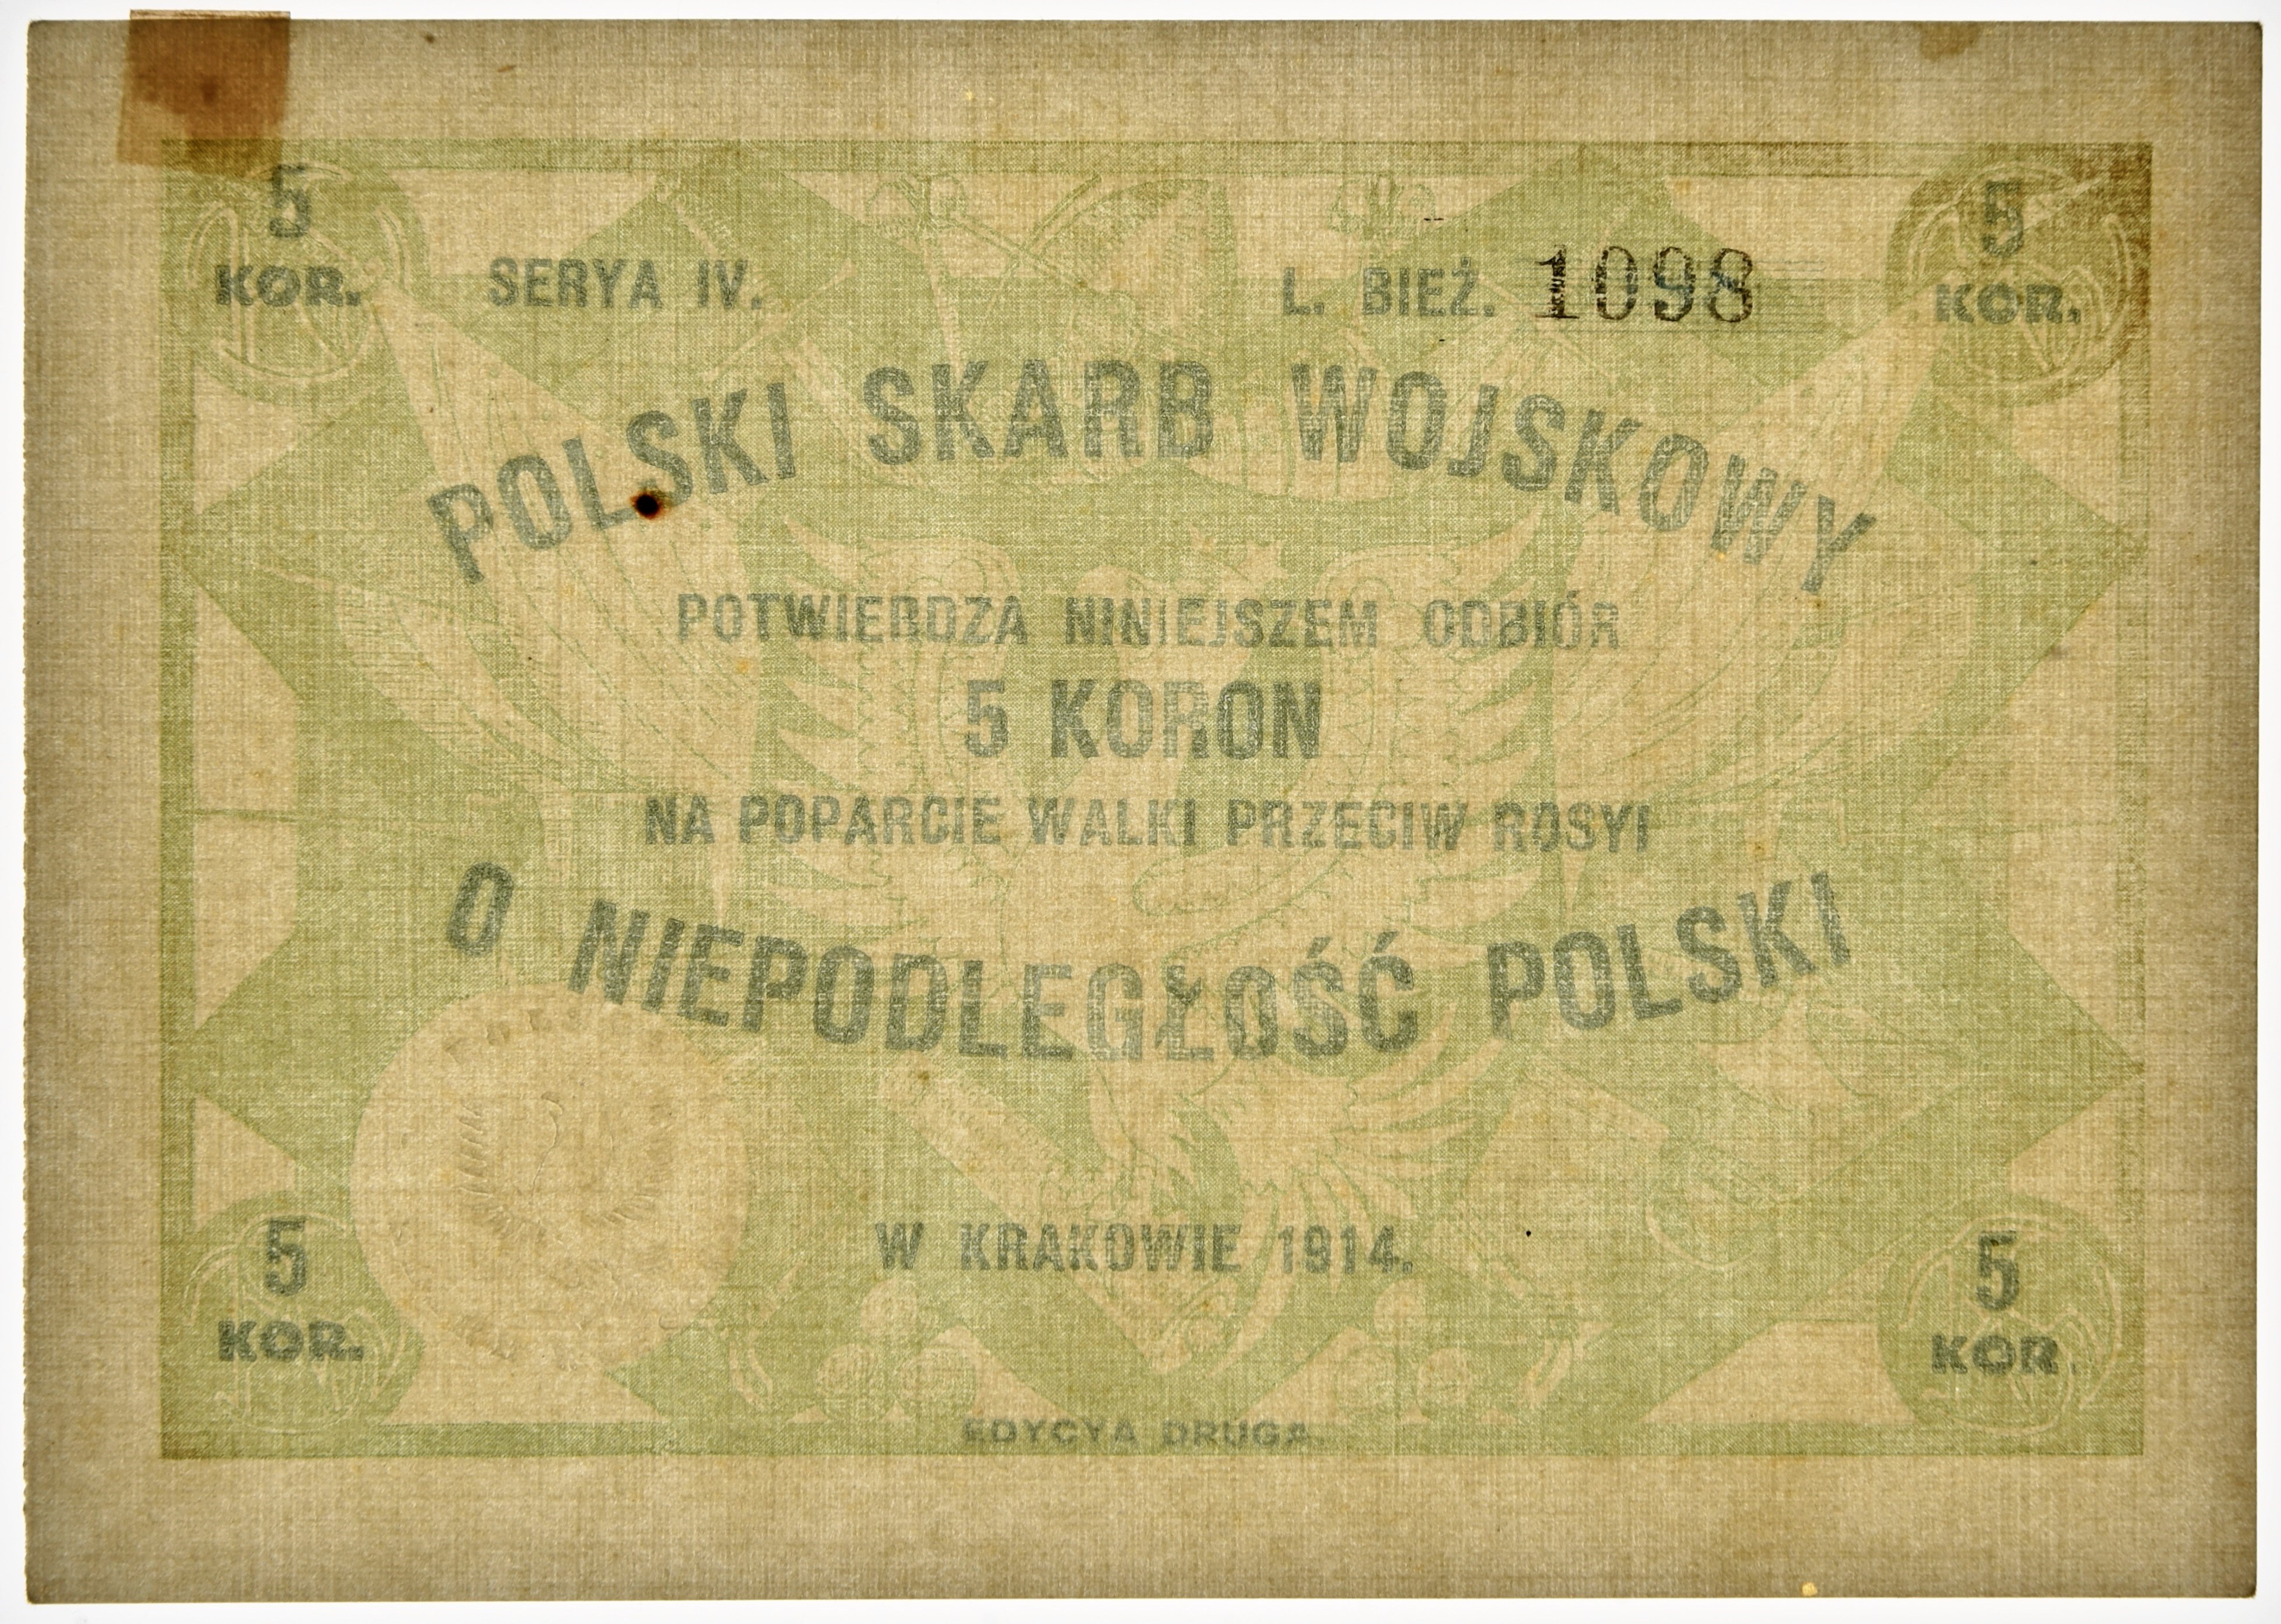 5 5
KOR. SERYA IV. L. BIEŻ. 1098 KOR.
POLSKI SKARB WOJSKOWY
POTWIERDZA NINIEJSZEM ODBIÓR
5 KORON
NA POPARCIE WALKI PRZECIW ROSYI
O NIEPODLEGŁOŚĆ POLSKI
5 5
W KRAKOWIE 1914.
KOR. KOR.
EDYCYA DRUGA.